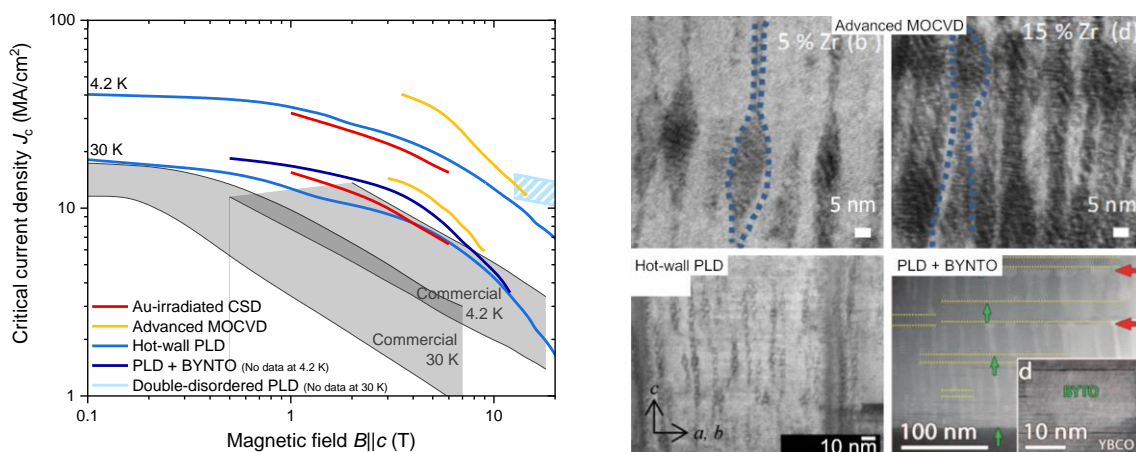 Critical current density Jc (MA/cm2)
100
10
1
4.2 K
30 K
Commercial
4.2 K
Commercial
30 K
Au-irradiated CSD
Advanced MOCVD
Hot-wall PLD
PLD + BYNTO (No data at 4.2 K)
Double-disordered PLD (No data at 30 K)
0.1
1
10
Magnetic field B||c (T)
Advanced MOCVD
5 % Zr (b
15 % Zr (d)
5 nm
5 nm
Hot-wall PLD
c
a, b
10 nm
PLD + BYNTO
d
BYTO
100 nm
10 nm
YBCO